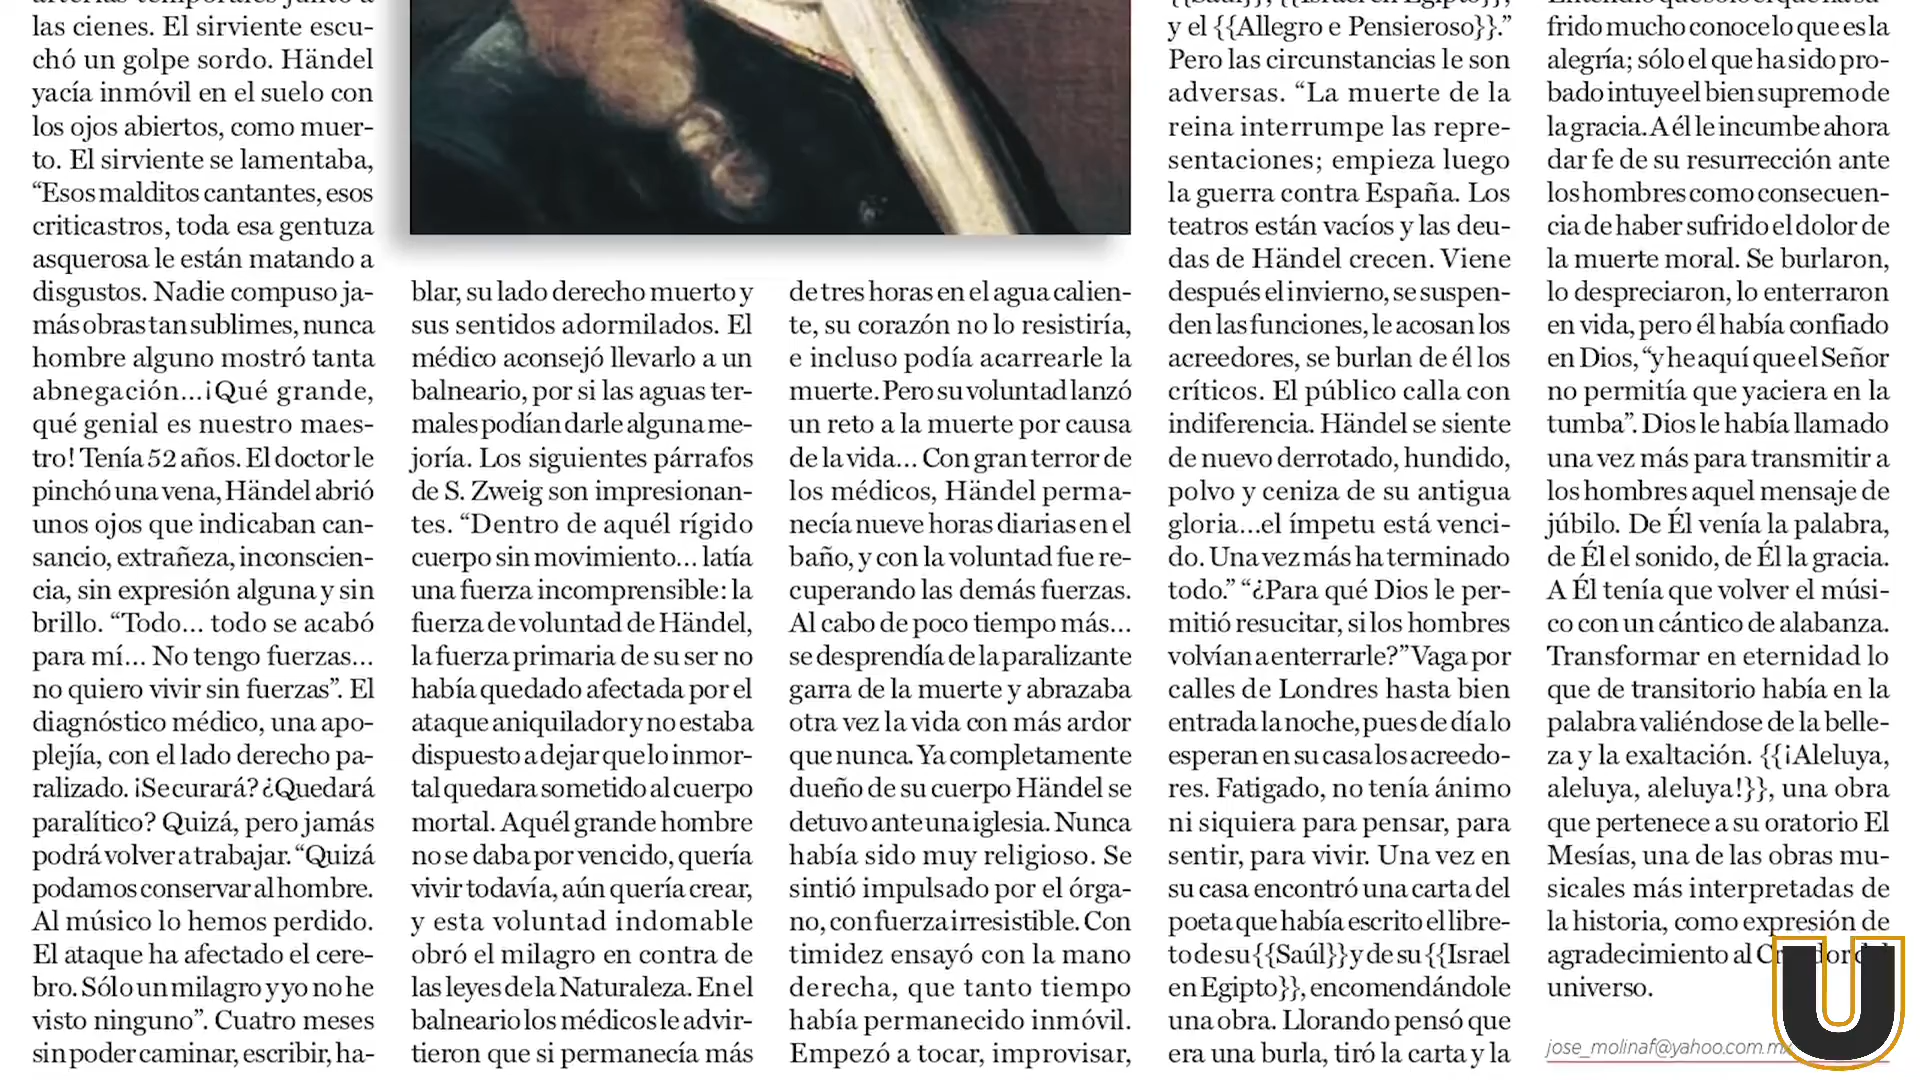 arterias temporales junto a
las cienes. El sirviente escu-
chó un golpe sordo. Händel
yacía inmóvil en el suelo con
los ojos abiertos, como muer-
to. El sirviente se lamentaba,
“Esos malditos cantantes, esos
criticastros, toda esa gentuza
asquerosa le están matando a
disgustos. Nadie compuso ja-
más obras tan sublimes, nunca
hombre alguno mostró tanta
abnegación...¡Qué grande,
qué genial es nuestro maes-
tro! Tenía 52 años. El doctor le
pinchó una vena, Händel abrió
unos ojos que indicaban can-
sancio, extrañeza, inconscien-
cia, sin expresión alguna y sin
brillo. “Todo... todo se acabó
para mí... No tengo fuerzas...
no quiero vivir sin fuerzas”. El
diagnóstico médico, una apo-
plejía, con el lado derecho pa-
ralizado. ¡Se curará? ¿Quedará
paralítico? Quizá, pero jamás
podrá volver a trabajar. “Quizá
podamos conservar al hombre.
Al músico lo hemos perdido.
El ataque ha afectado el cere-
bro. Sólo un milagro y yo no he
visto ninguno”. Cuatro meses
sin poder caminar, escribir, ha-
blar, su lado derecho muerto y
sus sentidos adormilados. El
médico aconsejó llevarlo a un
balneario, por si las aguas ter-
males podían darle alguna me-
joría. Los siguientes párrafos
de S. Zweig son impresionan-
tes. “Dentro de aquél rígido
cuerpo sin movimiento... latía
una fuerza incomprensible: la
fuerza de voluntad de Händel,
la fuerza primaria de su ser no
había quedado afectada por el
ataque aniquilador y no estaba
dispuesto a dejar que lo inmor-
tal quedara sometido al cuerpo
mortal. Aquél grande hombre
no se daba por vencido, quería
vivir todavía, aún quería crear,
y esta voluntad indomable
obró el milagro en contra de
las leyes de la Naturaleza. En el
balneario los médicos le advir-
tieron que si permanecía más
de tres horas en el agua calien-
te, su corazón no lo resistiría,
e incluso podía acarrearle la
muerte. Pero su voluntad lanzó
un reto a la muerte por causa
de la vida... Con gran terror de
los médicos, Händel perma-
necía nueve horas diarias en el
baño, y con la voluntad fue re-
cuperando las demás fuerzas.
Al cabo de poco tiempo más...
se desprendía de la paralizante
garra de la muerte y abrazaba
otra vez la vida con más ardor
que nunca. Ya completamente
dueño de su cuerpo Händel se
detuvo ante una iglesia. Nunca
había sido muy religioso. Se
sintió impulsado por el órga-
no, con fuerza irresistible. Con
timidez ensayó con la mano
derecha, que tanto tiempo
había permanecido inmóvil.
Empezó a tocar, improvisar,
{{Saúl}}, {{Israel en Egipto}},
y el {{Allegro e Pensieroso}}.”
Pero las circunstancias le son
adversas. “La muerte de la
reina interrumpe las repre-
sentaciones; empieza luego
la guerra contra España. Los
teatros están vacíos y las deu-
das de Händel crecen. Viene
después el invierno, se suspen-
den las funciones, le acosan los
acreedores, se burlan de él los
críticos. El público calla con
indiferencia. Händel se siente
de nuevo derrotado, hundido,
polvo y ceniza de su antigua
gloria...el ímpetu está venci-
do. Una vez más ha terminado
todo.” “¿Para qué Dios le per-
mitió resucitar, si los hombres
volvían a enterrarle?” Vaga por
calles de Londres hasta bien
entrada la noche, pues de día lo
esperan en su casa los acreedo-
res. Fatigado, no tenía ánimo
ni siquiera para pensar, para
sentir, para vivir. Una vez en
su casa encontró una carta del
poeta que había escrito el libre-
to de su {{Saúl}} y de su {{Israel
en Egipto}}, encomendándole
una obra. Llorando pensó que
era una burla, tiró la carta y la
Entendió que sólo el que ha su-
frido mucho conoce lo que es la
alegría; sólo el que ha sido pro-
bado intuye el bien supremo de
la gracia. A él le incumbe ahora
dar fe de su resurrección ante
los hombres como consecuen-
cia de haber sufrido el dolor de
la muerte moral. Se burlaron,
lo despreciaron, lo enterraron
en vida, pero él había confiado
en Dios, “y he aquí que el Señor
no permitía que yaciera en la
tumba”. Dios le había llamado
una vez más para transmitir a
los hombres aquel mensaje de
júbilo. De Él venía la palabra,
de Él el sonido, de Él la gracia.
A Él tenía que volver el músi-
co con un cántico de alabanza.
Transformar en eternidad lo
que de transitorio había en la
palabra valiéndose de la belle-
za y la exaltación. {{¡Aleluya,
aleluya, aleluya!}}, una obra
que pertenece a su oratorio El
Mesías, una de las obras mu-
sicales más interpretadas de
la historia, como expresión de
agradecimiento al Creador del
universo.
jose_molinaf@yahoo.com.mx
U